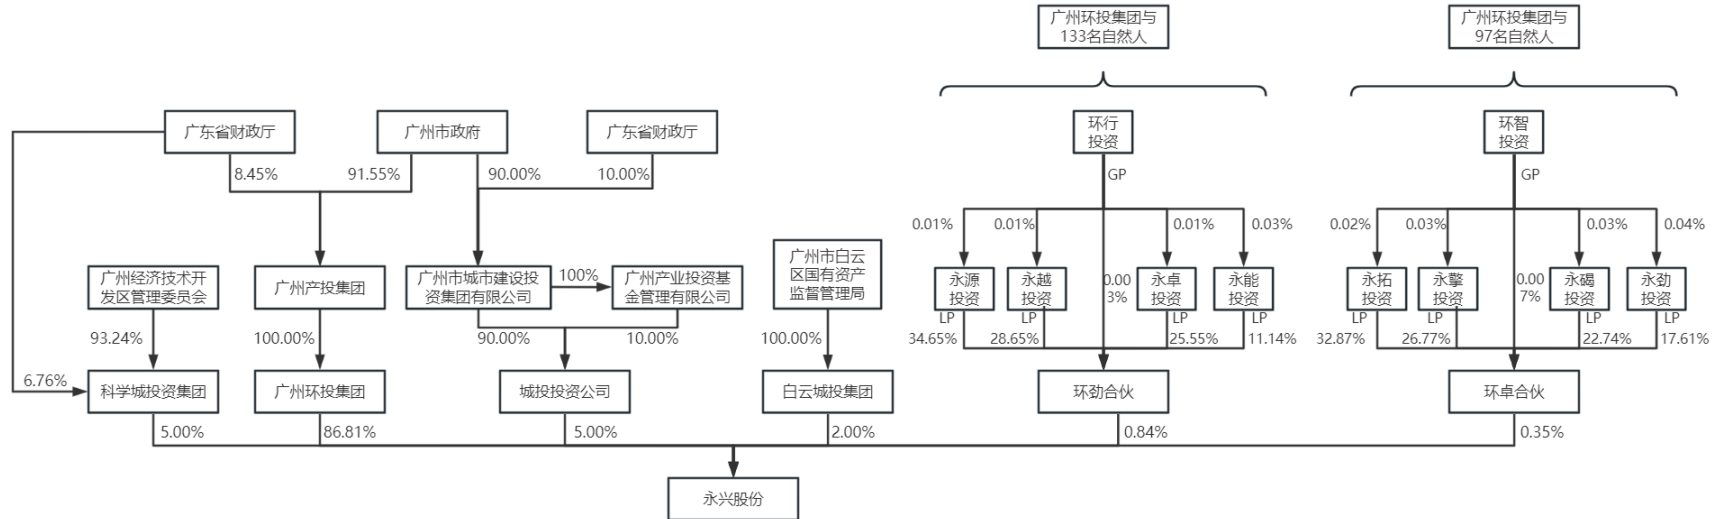 广州环投集团与
133名自然人
广州环投集团与
97名自然人
广东省财政厅
广州市政府
广东省财政厅
环行
投资
环智
投资
8.45%
91.55%
90.00%
10.00%
GP
GP
0.01%
0.01%
0.01%
0.03%
0.02%
0.03%
0.03%
0.04%
广州经济技术开
发区管理委员会
广州产投集团
广州市城市建设投
资集团有限公司
100%
广州产业投资基
金管理有限公司
广州市白云
区国有资产
监督管理局
永源
投资
永越
投资
0.00
3%
永卓
投资
永能
投资
永拓
投资
永擎
投资
0.00
7%
永碣
投资
永劲
投资
LP
LP
LP
LP
LP
LP
LP
LP
93.24%
100.00%
90.00%
10.00%
100.00%
34.65%
28.65%
25.55%
11.14%
32.87%
26.77%
22.74%
17.61%
6.76%
科学城投资集团
广州环投集团
城投投资公司
白云城投集团
环劲合伙
环卓合伙
5.00%
86.81%
5.00%
2.00%
0.84%
0.35%
永兴股份